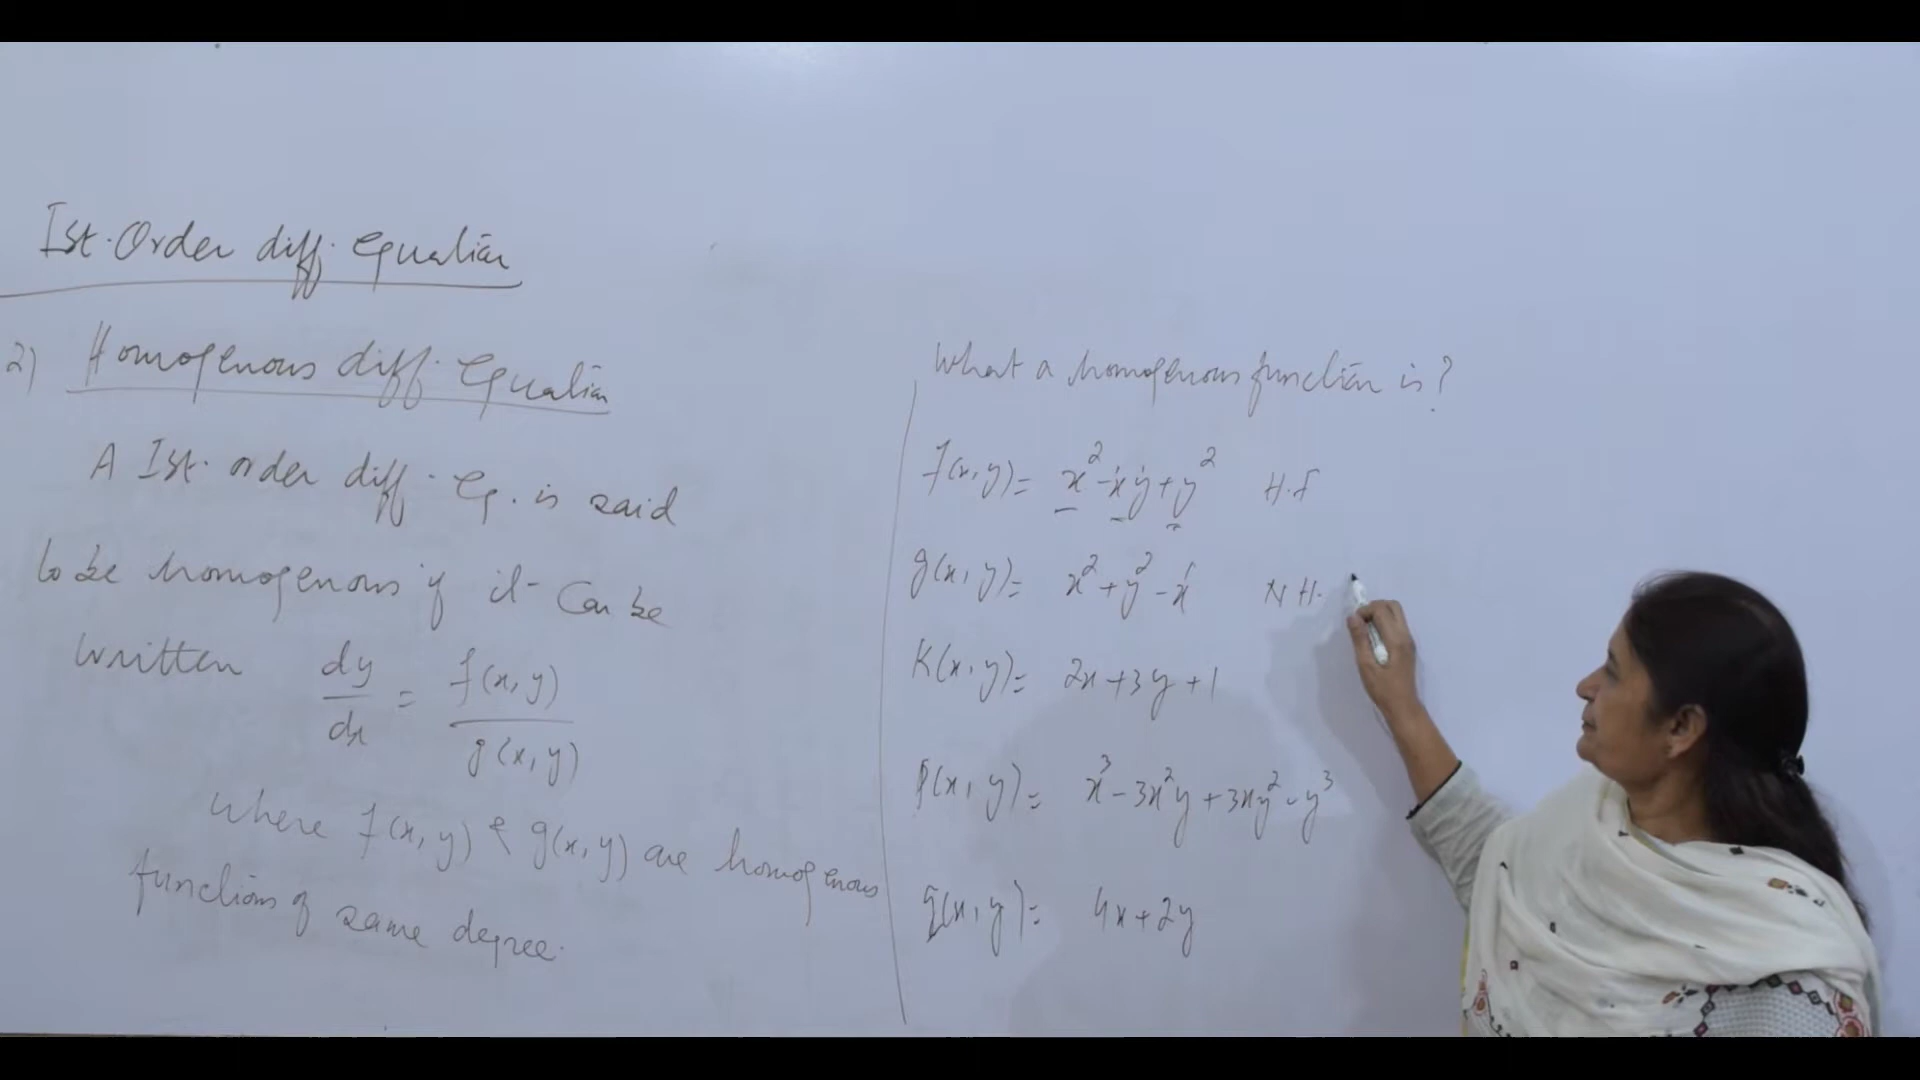 Ist. Order diff. Equation
2) Homogenous diff. Equation
A Ist. order diff. Eq. is said
to be homogenous if it can be
written dy/dx = f(x,y)/g(x,y)
where f(x,y) & g(x,y) are homogenous
functions of same degree.
What a homogenous function is?
f(x,y) = x² - x¹y¹ + y² H.f
g(x,y) = x² + y² - x¹ N H.
K(x,y) = 2x + 3y + 1
p(x,y) = x³ - 3x²y + 3xy² - y³
q(x,y) = 4x + 2y